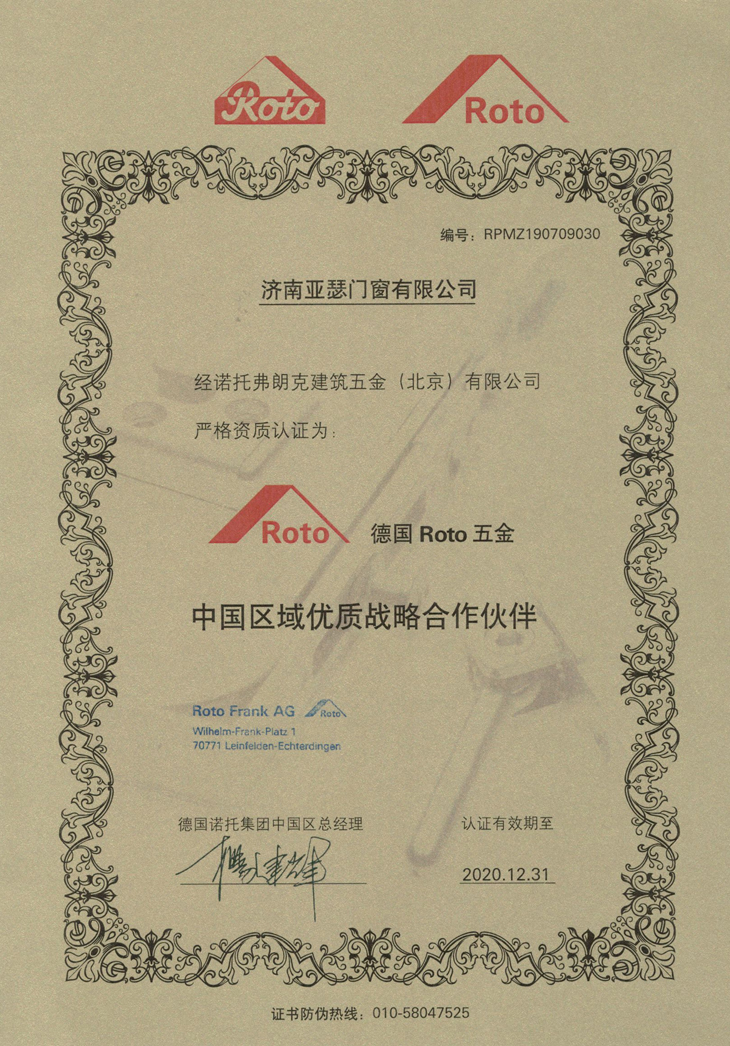 Roto
Roto
编号：RPMZ190709030
济南亚瑟门窗有限公司
经诺托弗朗克建筑五金（北京）有限公司
严格资质认证为：
Roto
德国 Roto 五金
中国区域优质战略合作伙伴
Roto Frank AG Roto
Wilhelm-Frank-Platz 1
70771 Leinfelden-Echterdingen
德国诺托集团中国区总经理
认证有效期至
2020.12.31
证书防伪热线：010-58047525